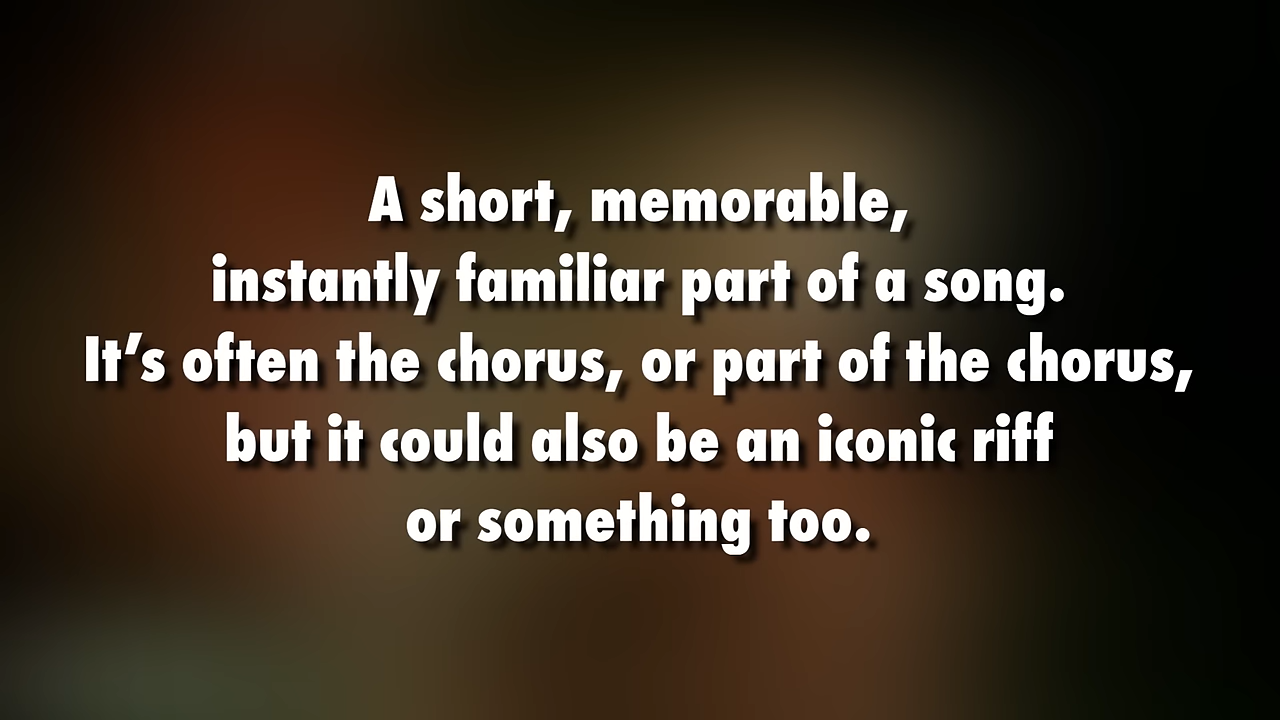 A short, memorable,
instantly familiar part of a song.
It’s often the chorus, or part of the chorus,
but it could also be an iconic riff
or something too.